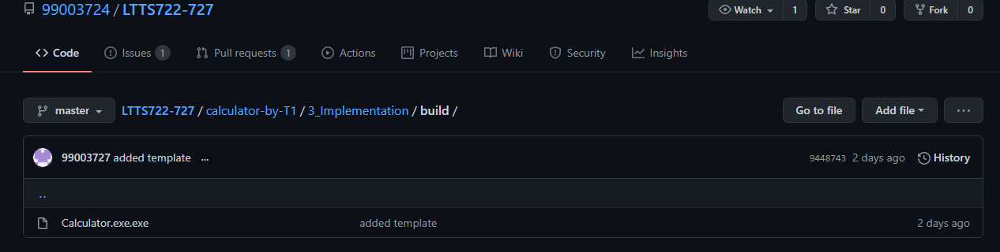 99003724 / LTTS722-727 Watch 1 Star 0 Fork 0
Code Issues 1 Pull requests 1 Actions Projects Wiki Security Insights
master LTTS722-727 / calculator-by-T1 / 3_Implementation / build / Go to file Add file ...
99003727 added template ... 9448743 2 days ago History
..
Calculator.exe.exe added template 2 days ago